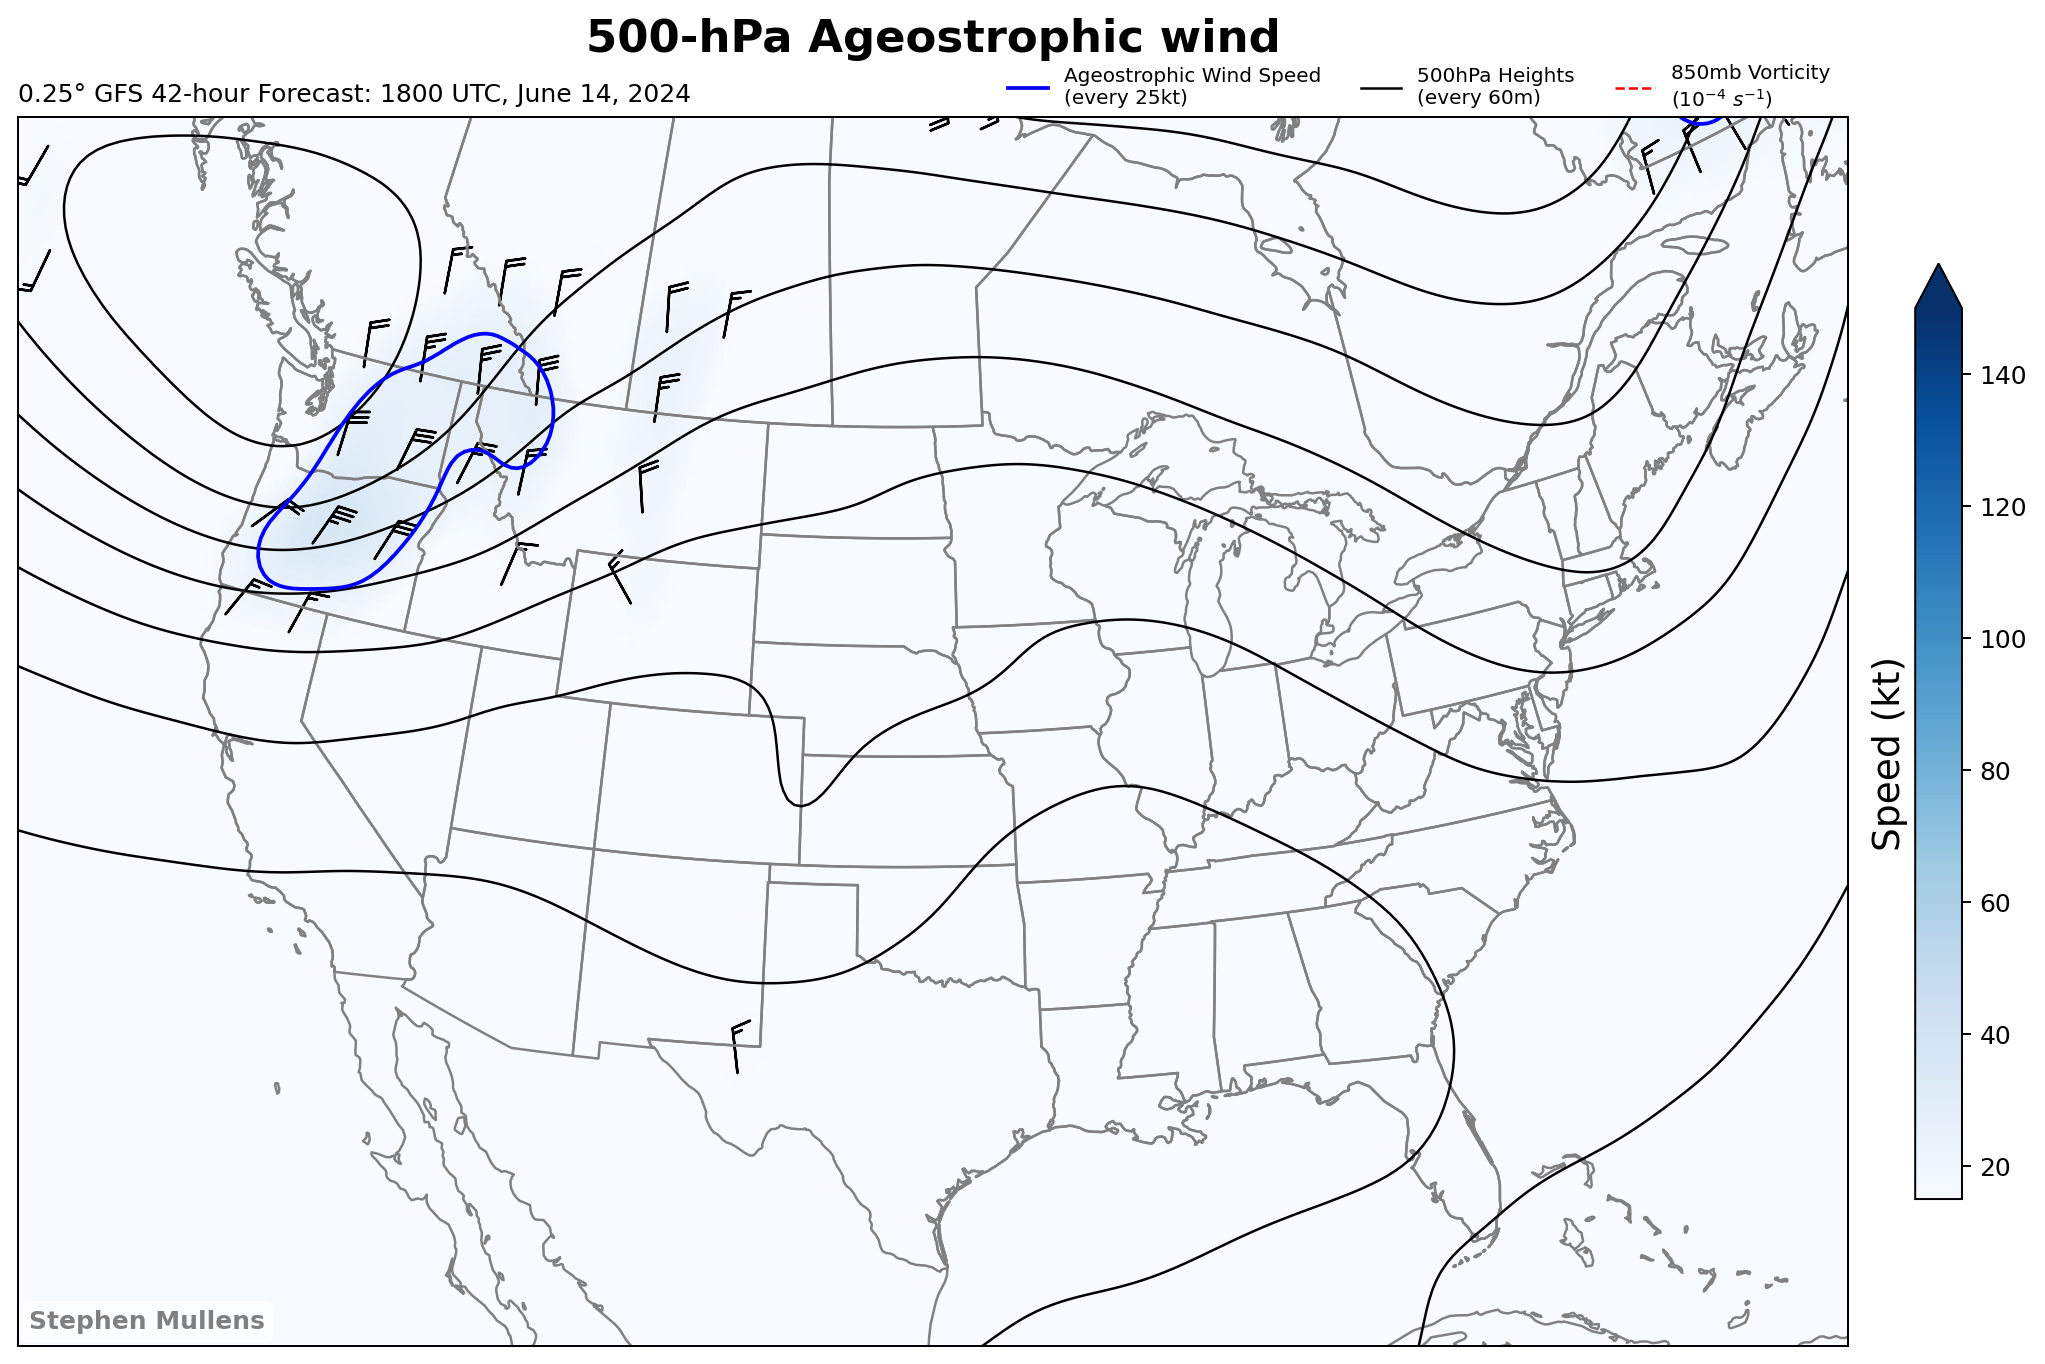 500-hPa Ageostrophic wind
0.25° GFS 42-hour Forecast: 1800 UTC, June 14, 2024
Ageostrophic Wind Speed
(every 25kt)
500hPa Heights
(every 60m)
850mb Vorticity
(10⁻⁴ s⁻¹)
140
120
100
80
60
40
20
Speed (kt)
Stephen Mullens